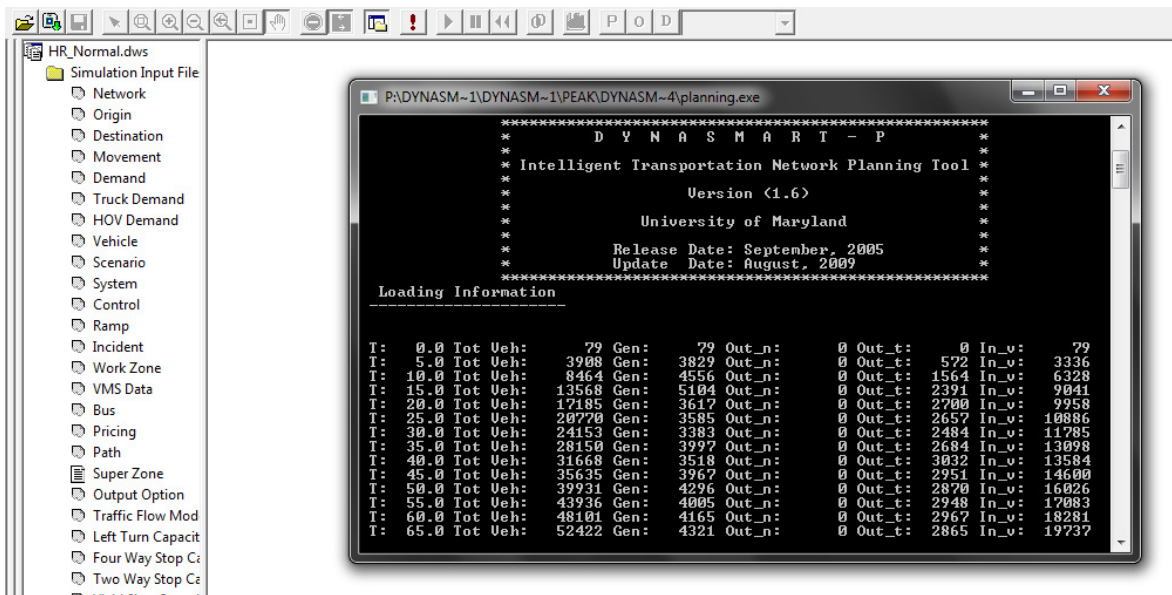 P O D
HR_Normal.dws
Simulation Input File
Network
Origin
Destination
Movement
Demand
Truck Demand
HOV Demand
Vehicle
Scenario
System
Control
Ramp
Incident
Work Zone
VMS Data
Bus
Pricing
Path
Super Zone
Output Option
Traffic Flow Mod
Left Turn Capacit
Four Way Stop Ca
Two Way Stop Ca
P:\DYNASM~1\DYNASM~1\PEAK\DYNASM~4\planning.exe
****************************************************
* D Y N A S M A R T - P *
* *
* Intelligent Transportation Network Planning Tool *
* *
* Version (1.6) *
* *
* University of Maryland *
* *
* Release Date: September, 2005 *
* Update Date: August, 2009 *
****************************************************
Loading Information
----------------------
T: 0.0 Tot Veh: 79 Gen: 79 Out_n: 0 Out_t: 0 In_v: 79
T: 5.0 Tot Veh: 3908 Gen: 3829 Out_n: 0 Out_t: 572 In_v: 3336
T: 10.0 Tot Veh: 8464 Gen: 4556 Out_n: 0 Out_t: 1564 In_v: 6328
T: 15.0 Tot Veh: 13568 Gen: 5104 Out_n: 0 Out_t: 2391 In_v: 9041
T: 20.0 Tot Veh: 17185 Gen: 3617 Out_n: 0 Out_t: 2700 In_v: 9958
T: 25.0 Tot Veh: 20770 Gen: 3585 Out_n: 0 Out_t: 2657 In_v: 10886
T: 30.0 Tot Veh: 24153 Gen: 3383 Out_n: 0 Out_t: 2484 In_v: 11785
T: 35.0 Tot Veh: 28150 Gen: 3997 Out_n: 0 Out_t: 2684 In_v: 13098
T: 40.0 Tot Veh: 31668 Gen: 3518 Out_n: 0 Out_t: 3032 In_v: 13584
T: 45.0 Tot Veh: 35635 Gen: 3967 Out_n: 0 Out_t: 2951 In_v: 14600
T: 50.0 Tot Veh: 39931 Gen: 4296 Out_n: 0 Out_t: 2870 In_v: 16026
T: 55.0 Tot Veh: 43936 Gen: 4005 Out_n: 0 Out_t: 2948 In_v: 17083
T: 60.0 Tot Veh: 48101 Gen: 4165 Out_n: 0 Out_t: 2967 In_v: 18281
T: 65.0 Tot Veh: 52422 Gen: 4321 Out_n: 0 Out_t: 2865 In_v: 19737